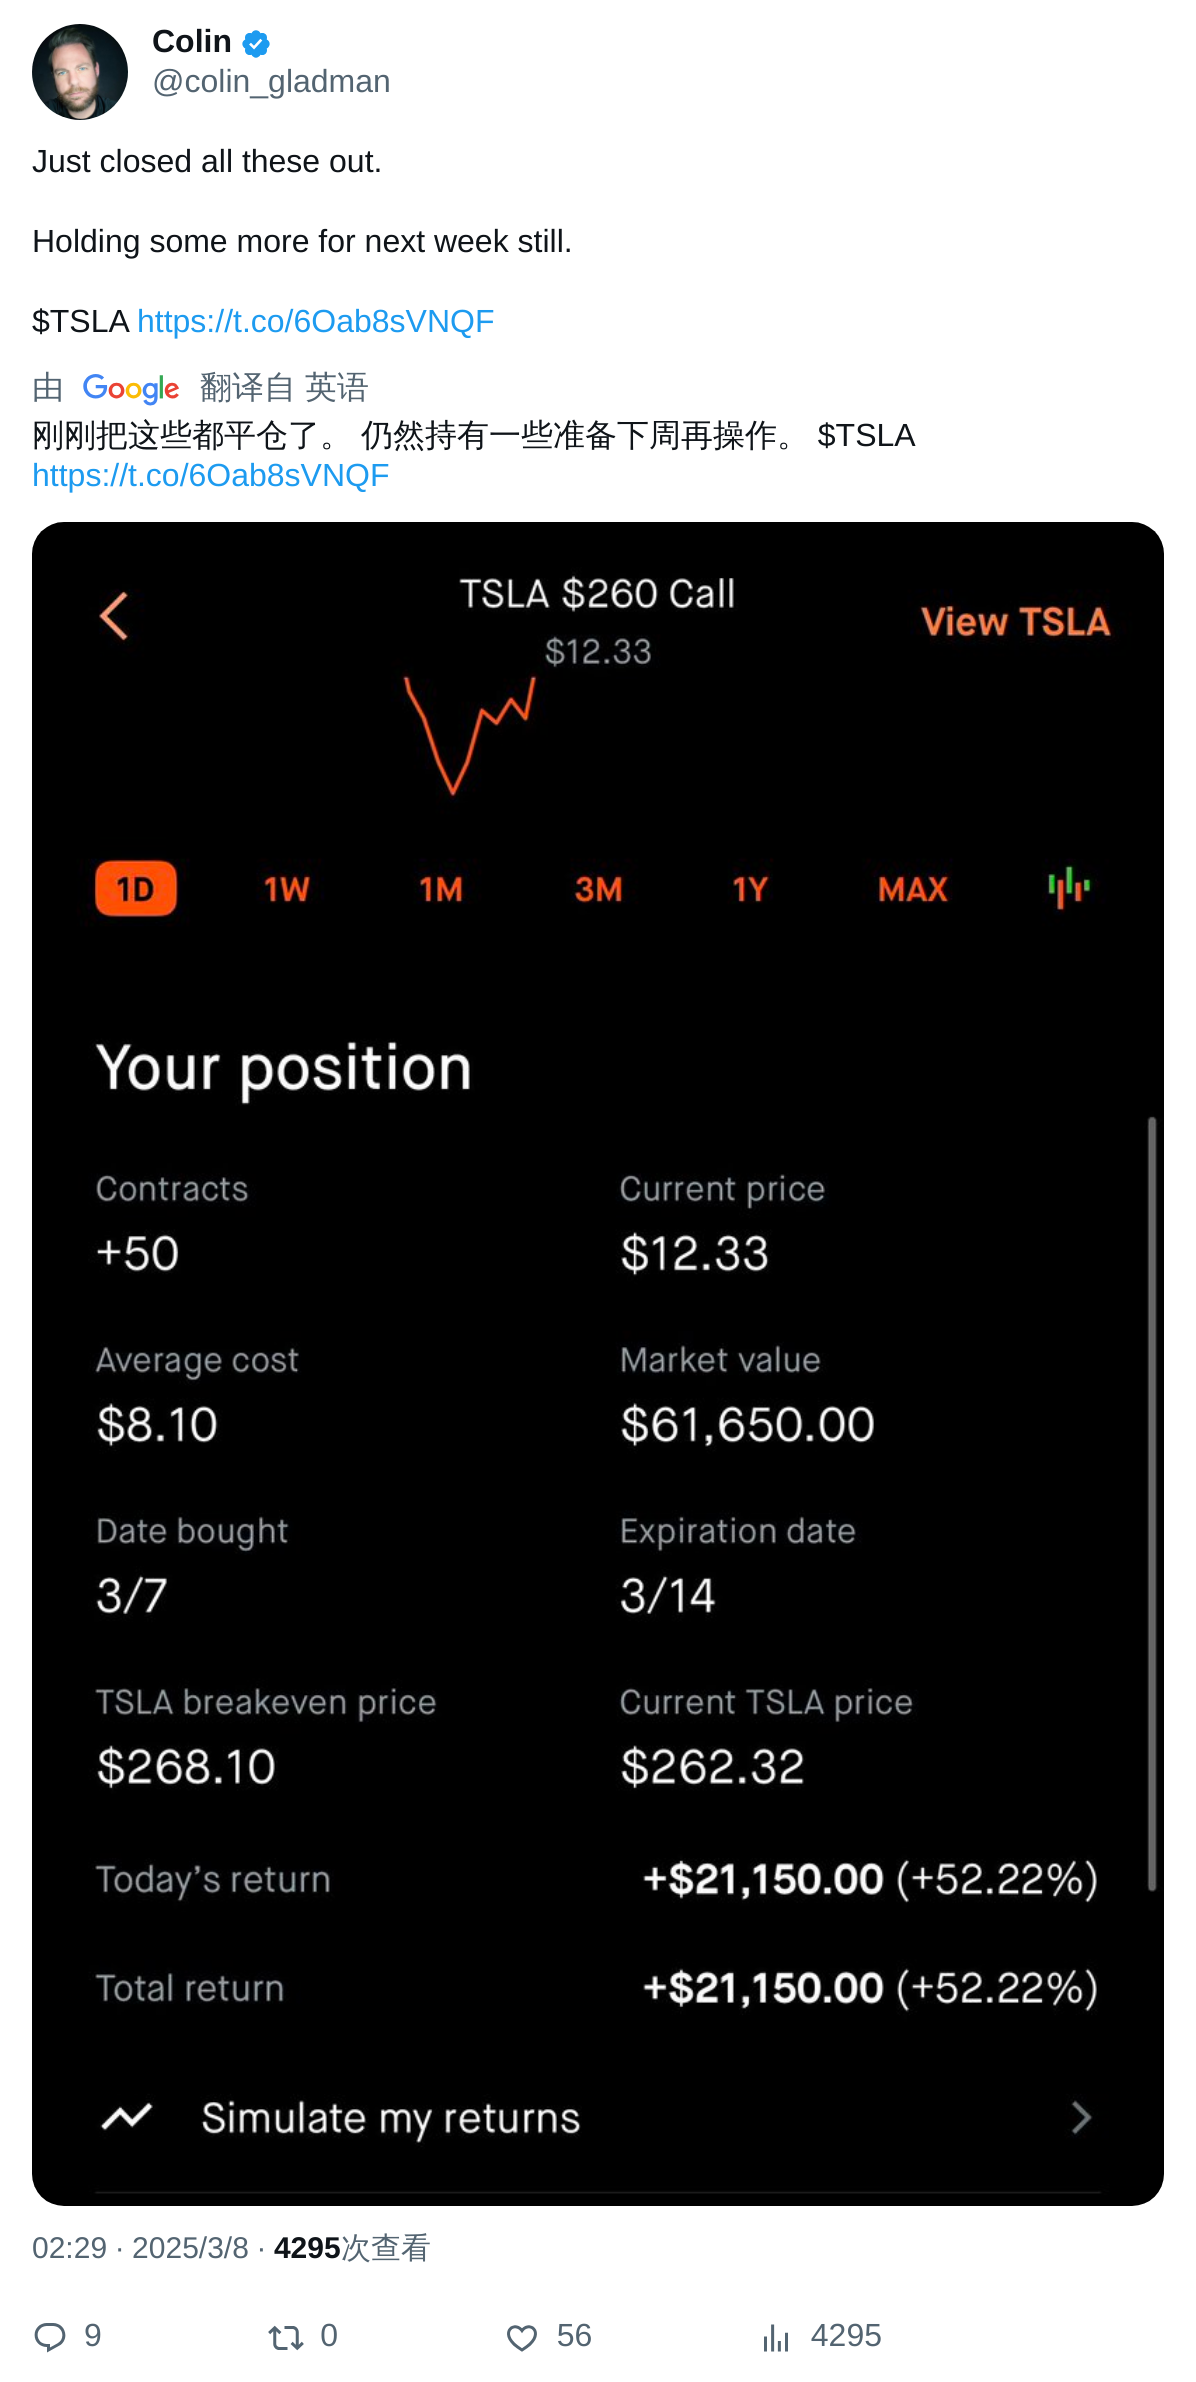 Colin
@colin_gladman
Just closed all these out.
Holding some more for next week still.
$TSLA https://t.co/6Oab8sVNQF
由 Google 翻译自 英语
刚刚把这些都平仓了。 仍然持有一些准备下周再操作。 $TSLA
https://t.co/6Oab8sVNQF
TSLA $260 Call
View TSLA
$12.33
1D 1W 1M 3M 1Y MAX
Your position
Contracts Current price
+50 $12.33
Average cost Market value
$8.10 $61,650.00
Date bought Expiration date
3/7 3/14
TSLA breakeven price Current TSLA price
$268.10 $262.32
Today's return +$21,150.00 (+52.22%)
Total return +$21,150.00 (+52.22%)
Simulate my returns
02:29 · 2025/3/8 · 4295次查看
9 0 56 4295